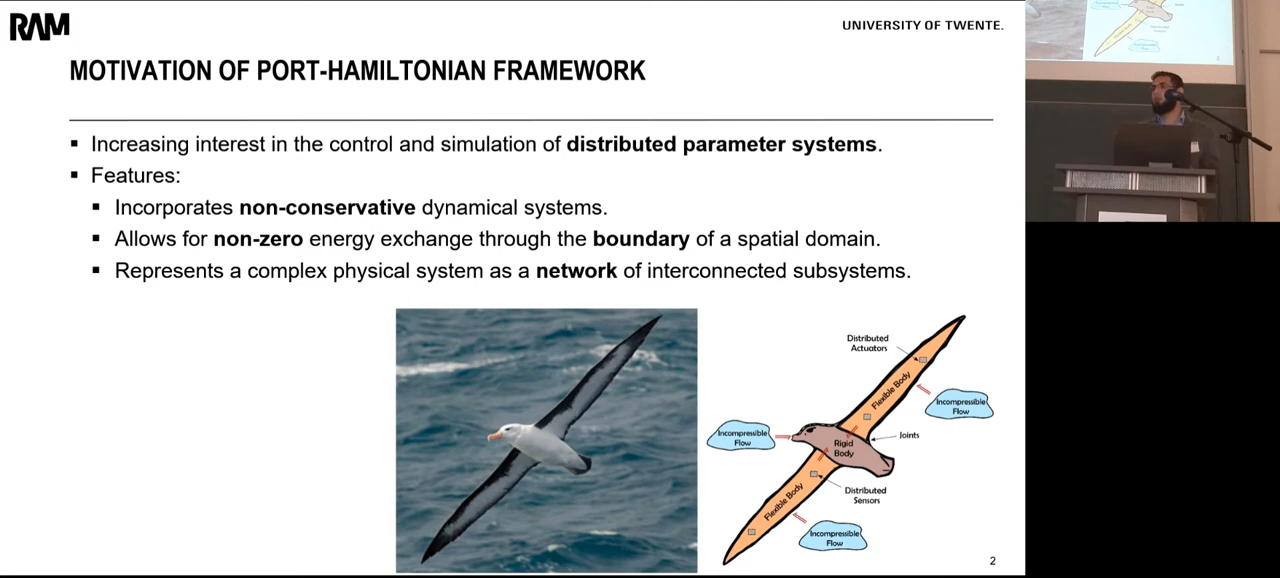 RAM
UNIVERSITY OF TWENTE.
MOTIVATION OF PORT-HAMILTONIAN FRAMEWORK
▪ Increasing interest in the control and simulation of distributed parameter systems.
▪ Features:
▪ Incorporates non-conservative dynamical systems.
▪ Allows for non-zero energy exchange through the boundary of a spatial domain.
▪ Represents a complex physical system as a network of interconnected subsystems.
Distributed
Actuators
Flexible Body
Incompressible
Flow
Incompressible
Flow
Joints
Rigid
Body
Distributed
Sensors
Flexible Body
Incompressible
Flow
2